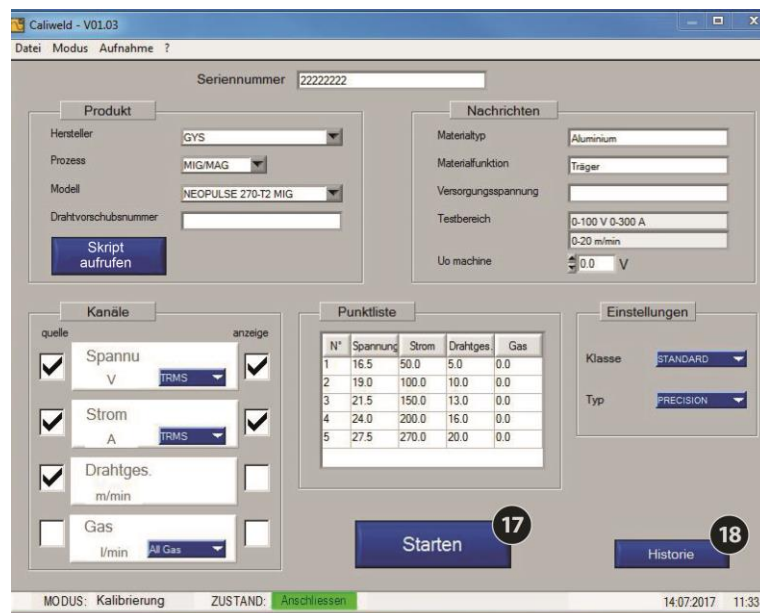 Caliweld - V01.03
Datei Modus Aufnahme ?
Seriennummer 22222222
Produkt
Hersteller GYS
Prozess MIG/MAG
Modell NEOPULSE 270-T2 MIG
Drahtvorschubsnummer
Skript
aufrufen
Nachrichten
Materialtyp Aluminium
Materialfunktion Träger
Versorgungsspannung
Testbereich 0-100 V 0-300 A
0-20 m/min
Uo machine 0.0 V
Kanäle
quelle anzeige
Spannu
V TRMS
Strom
A TRMS
Drahtges.
m/min
Gas
l/min All Gas
Punktliste
N° Spannung Strom Drahtges. Gas
1 16.5 50.0 5.0 0.0
2 19.0 100.0 10.0 0.0
3 21.5 150.0 13.0 0.0
4 24.0 200.0 16.0 0.0
5 27.5 270.0 20.0 0.0
Einstellungen
Klasse STANDARD
Typ PRECISION
Starten 17
Historie 18
MODUS: Kalibrierung ZUSTAND: Anschliessen 14:07:2017 11:33